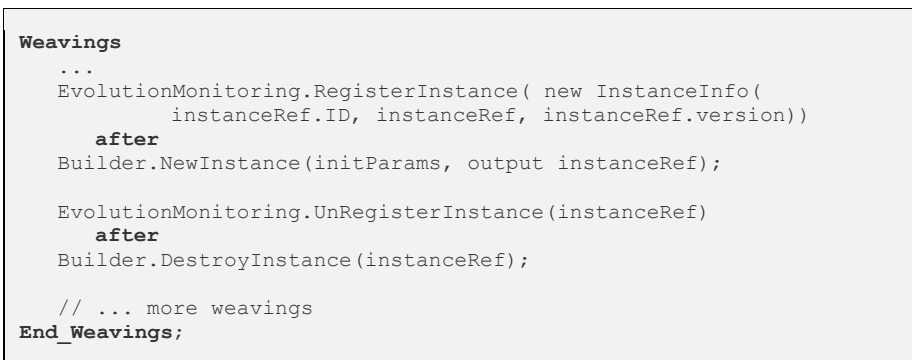 Weavings
...
EvolutionMonitoring.RegisterInstance( new InstanceInfo(
instanceRef.ID, instanceRef, instanceRef.version))
after
Builder.NewInstance(initParams, output instanceRef);
EvolutionMonitoring.UnRegisterInstance(instanceRef)
after
Builder.DestroyInstance(instanceRef);
// ... more weavings
End_Weavings;